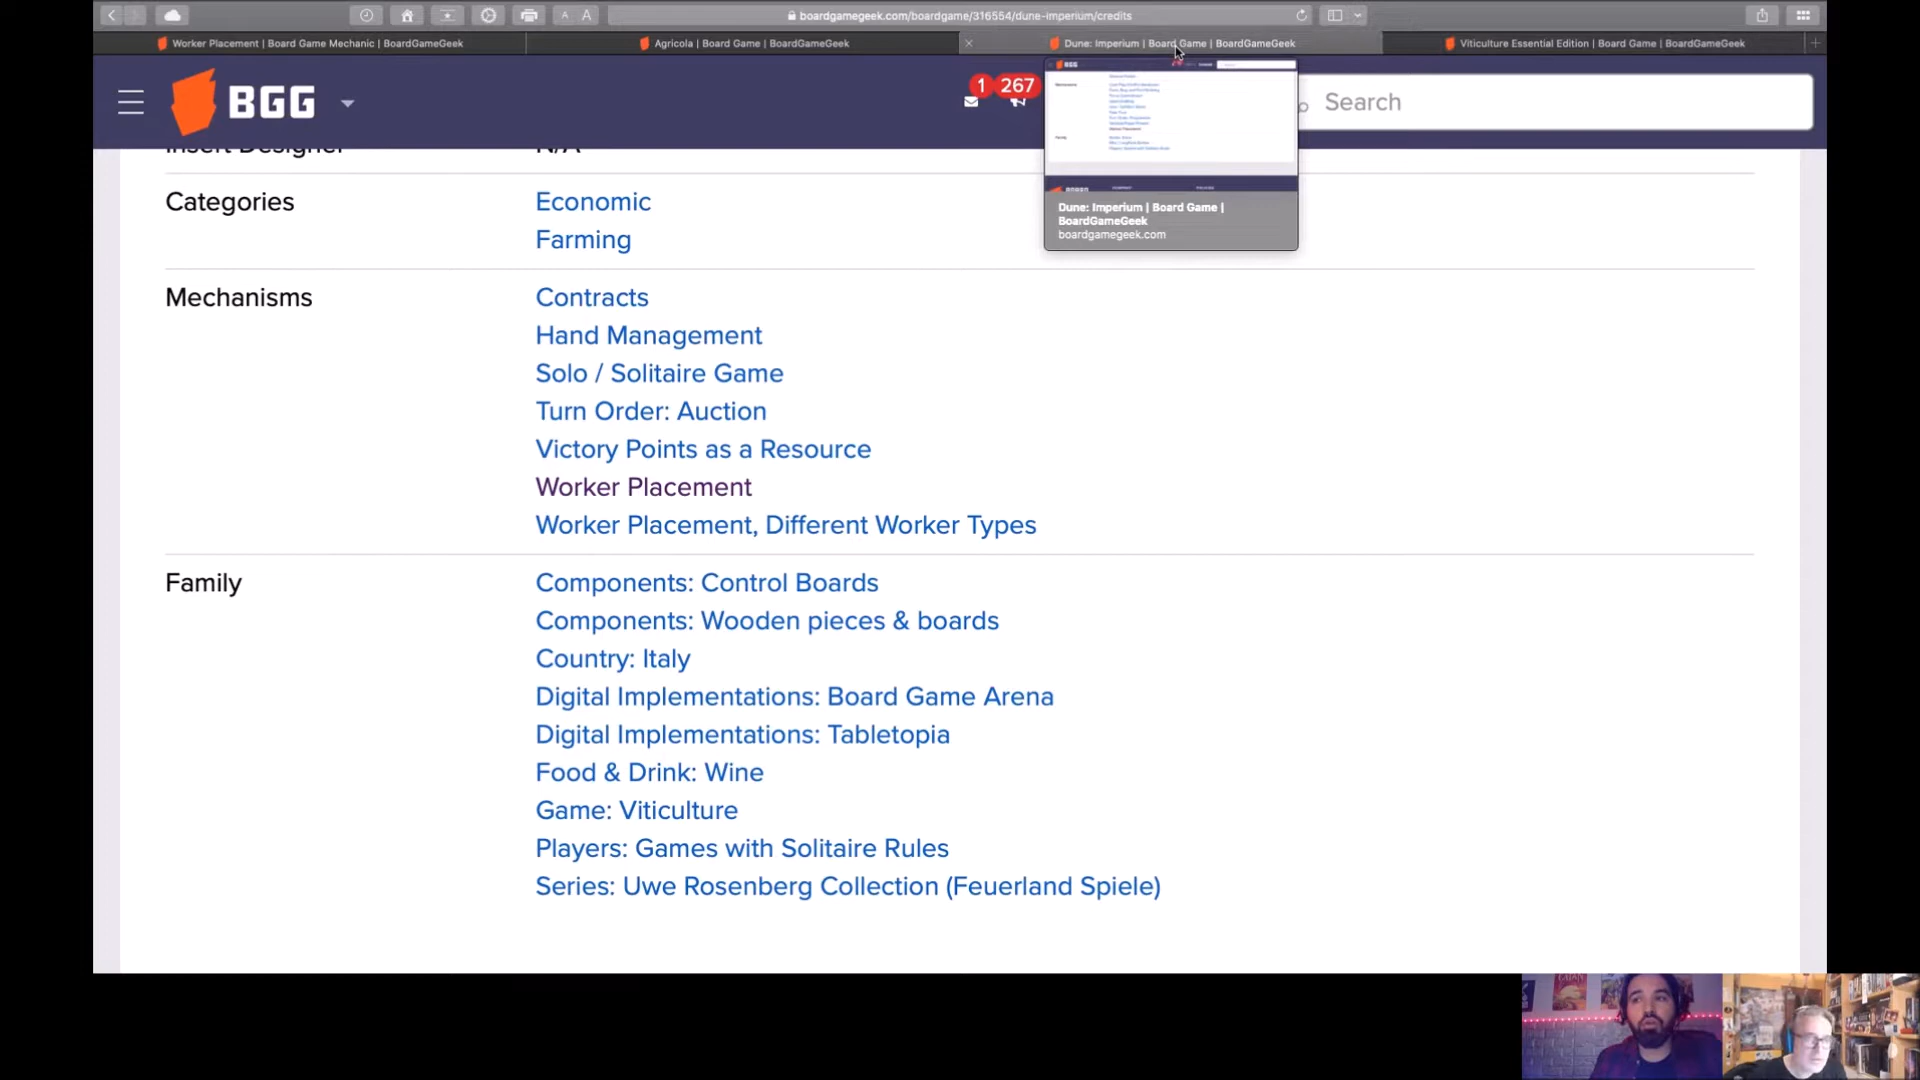 boardgamegeek.com/boardgame/316554/dune-imperium/credits
A A
Worker Placement | Board Game Mechanic | BoardGameGeek
Agricola | Board Game | BoardGameGeek
Dune: Imperium | Board Game | BoardGameGeek
Viticulture Essential Edition | Board Game | BoardGameGeek
BGG
1
267
Search
BGG
Dune: Imperium | Board Game |
BoardGameGeek
boardgamegeek.com
Insert Designer N/A
Categories
Economic
Farming
Mechanisms
Contracts
Hand Management
Solo / Solitaire Game
Turn Order: Auction
Victory Points as a Resource
Worker Placement
Worker Placement, Different Worker Types
Family
Components: Control Boards
Components: Wooden pieces & boards
Country: Italy
Digital Implementations: Board Game Arena
Digital Implementations: Tabletopia
Food & Drink: Wine
Game: Viticulture
Players: Games with Solitaire Rules
Series: Uwe Rosenberg Collection (Feuerland Spiele)
CATAN